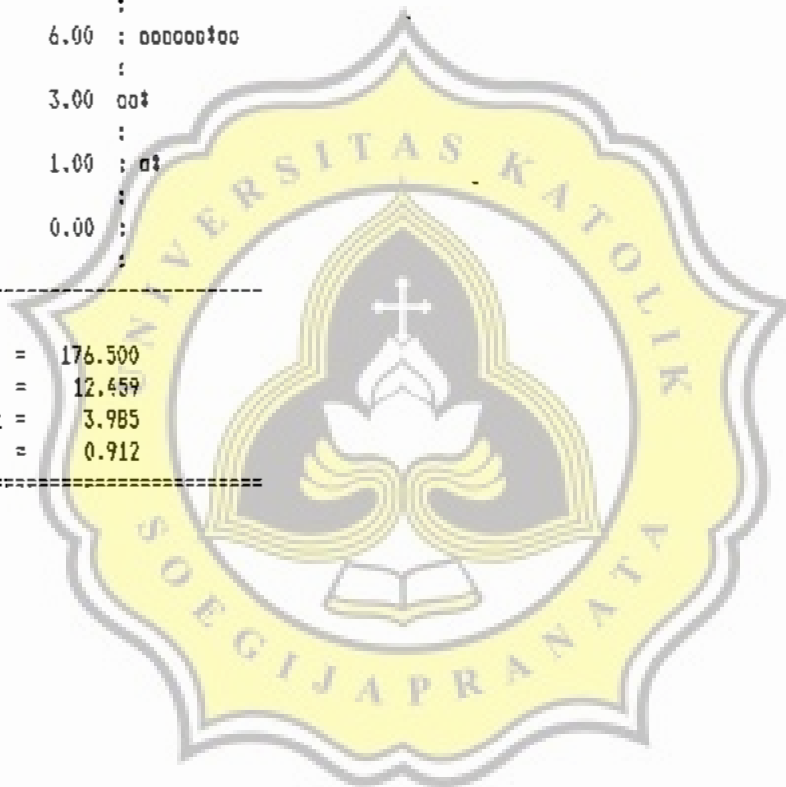 :
6.00 : oooooo*oo
:
3.00 oo*
:
1.00 : o*
:
0.00 :
:
--------------------------
= 176.500
= 12.459
= 3.985
= 0.912
==========================
UNIVERSITAS KATOLIK
SOEGIJAPRANATA